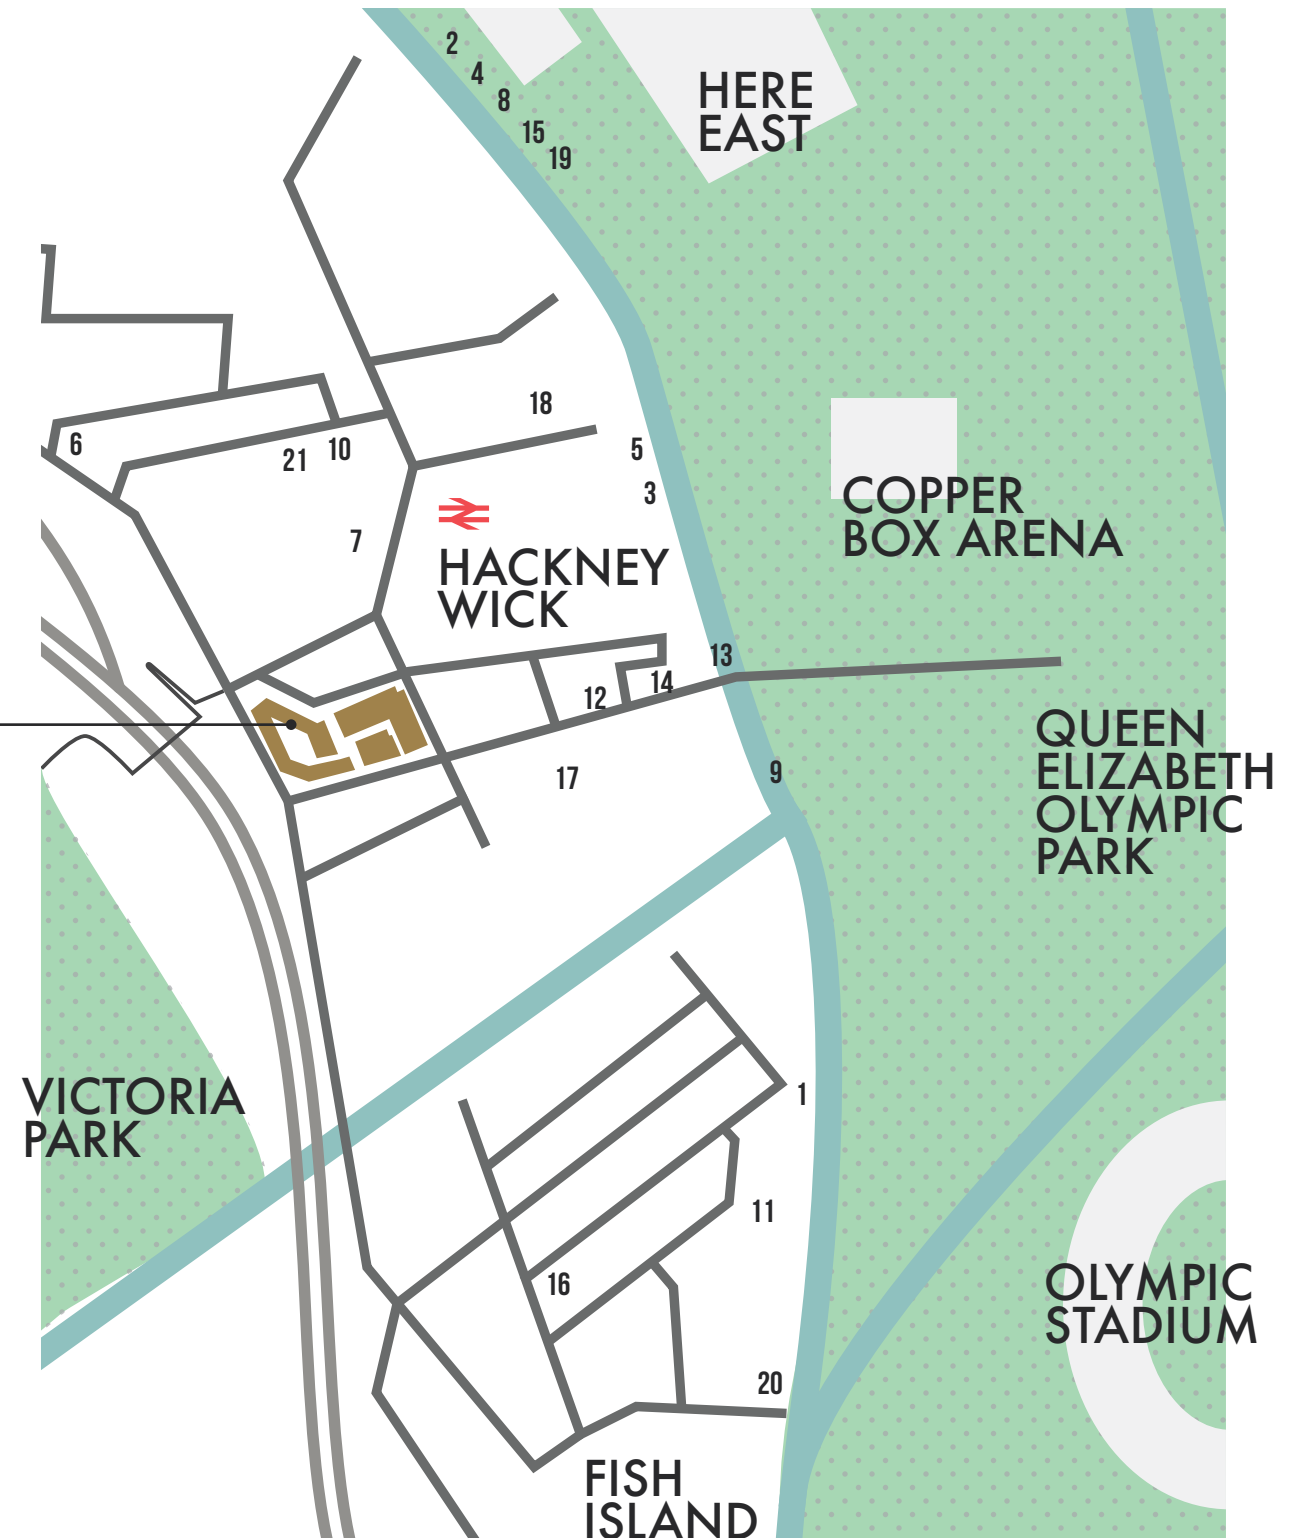 2
4
8
15
19
HERE
EAST
18
6
21
10
5
3
7
HACKNEY
WICK
COPPER
BOX ARENA
13
14
12
17
9
QUEEN
ELIZABETH
OLYMPIC
PARK
VICTORIA
PARK
1
11
16
20
OLYMPIC
STADIUM
FISH
ISLAND